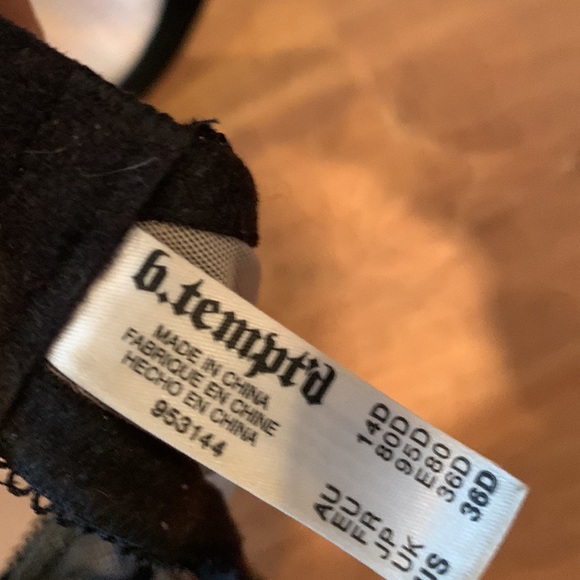 b.tempt'd
MADE IN CHINA
FABRIQUE EN CHINE
HECHO EN CHINA
953144
AU 14D
EU 80D
FR 95D
JP E80
UK 36D
US 36D